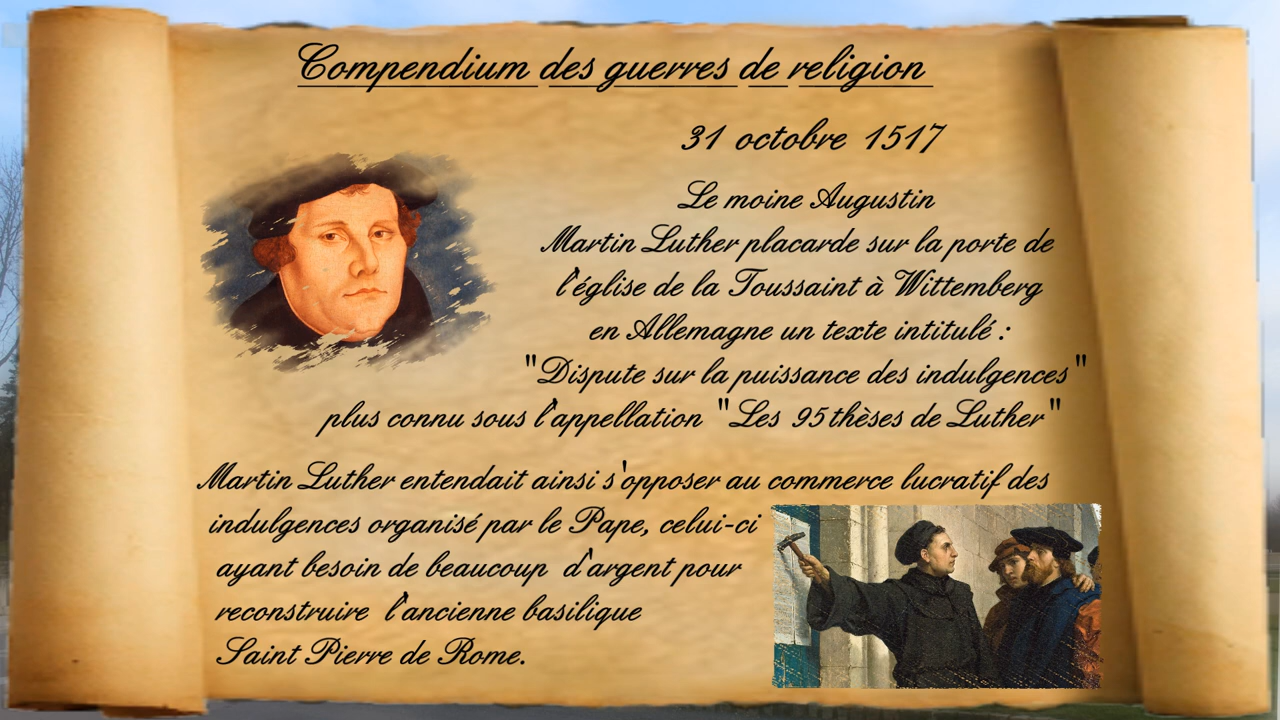 Compendium des guerres de religion
31 octobre 1517
Le moine Augustin
Martin Luther placarde sur la porte de
l'église de la Toussaint à Wittemberg
en Allemagne un texte intitulé :
"Dispute sur la puissance des indulgences"
plus connu sous l'appellation "Les 95 thèses de Luther"
Martin Luther entendait ainsi s'opposer au commerce lucratif des
indulgences organisé par le Pape, celui-ci
ayant besoin de beaucoup d'argent pour
reconstruire l'ancienne basilique
Saint Pierre de Rome.